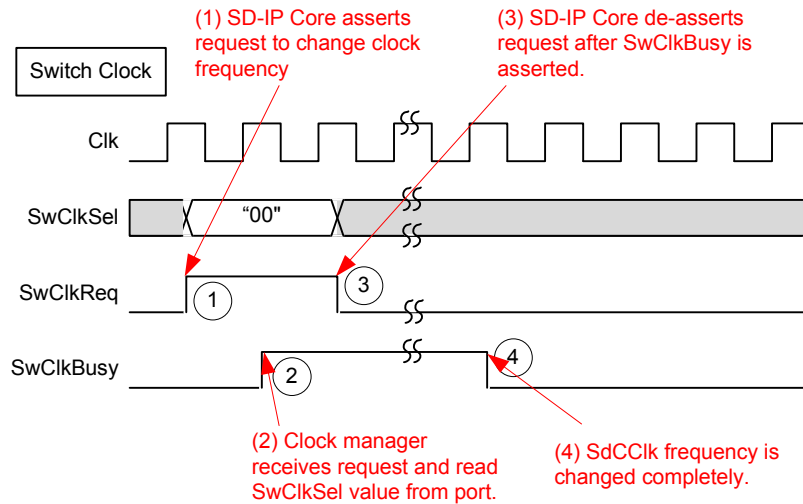 (1) SD-IP Core asserts
request to change clock
frequency
(3) SD-IP Core de-asserts
request after SwClkBusy is
asserted.
Switch Clock
Clk
SwClkSel
“00"
SwClkReq
1
3
SwClkBusy
2
4
(2) Clock manager
receives request and read
SwClkSel value from port.
(4) SdCClk frequency is
changed completely.